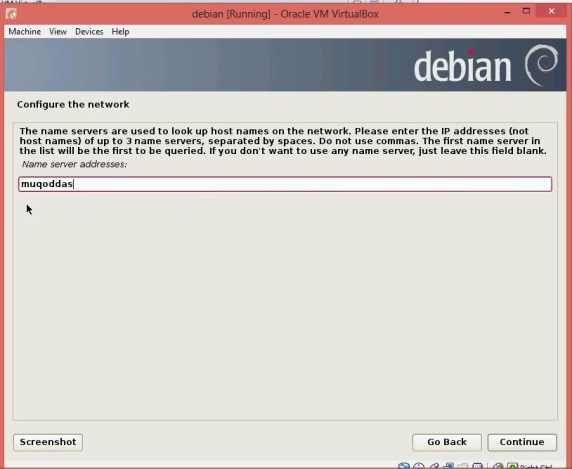 debian [Running] - Oracle VM VirtualBox
Machine View Devices Help
debian
Configure the network
The name servers are used to look up host names on the network. Please enter the IP addresses (not
host names) of up to 3 name servers, separated by spaces. Do not use commas. The first name server in
the list will be the first to be queried. If you don't want to use any name server, just leave this field blank.
Name server addresses:
muqoddas
Screenshot Go Back Continue
Right Ctrl